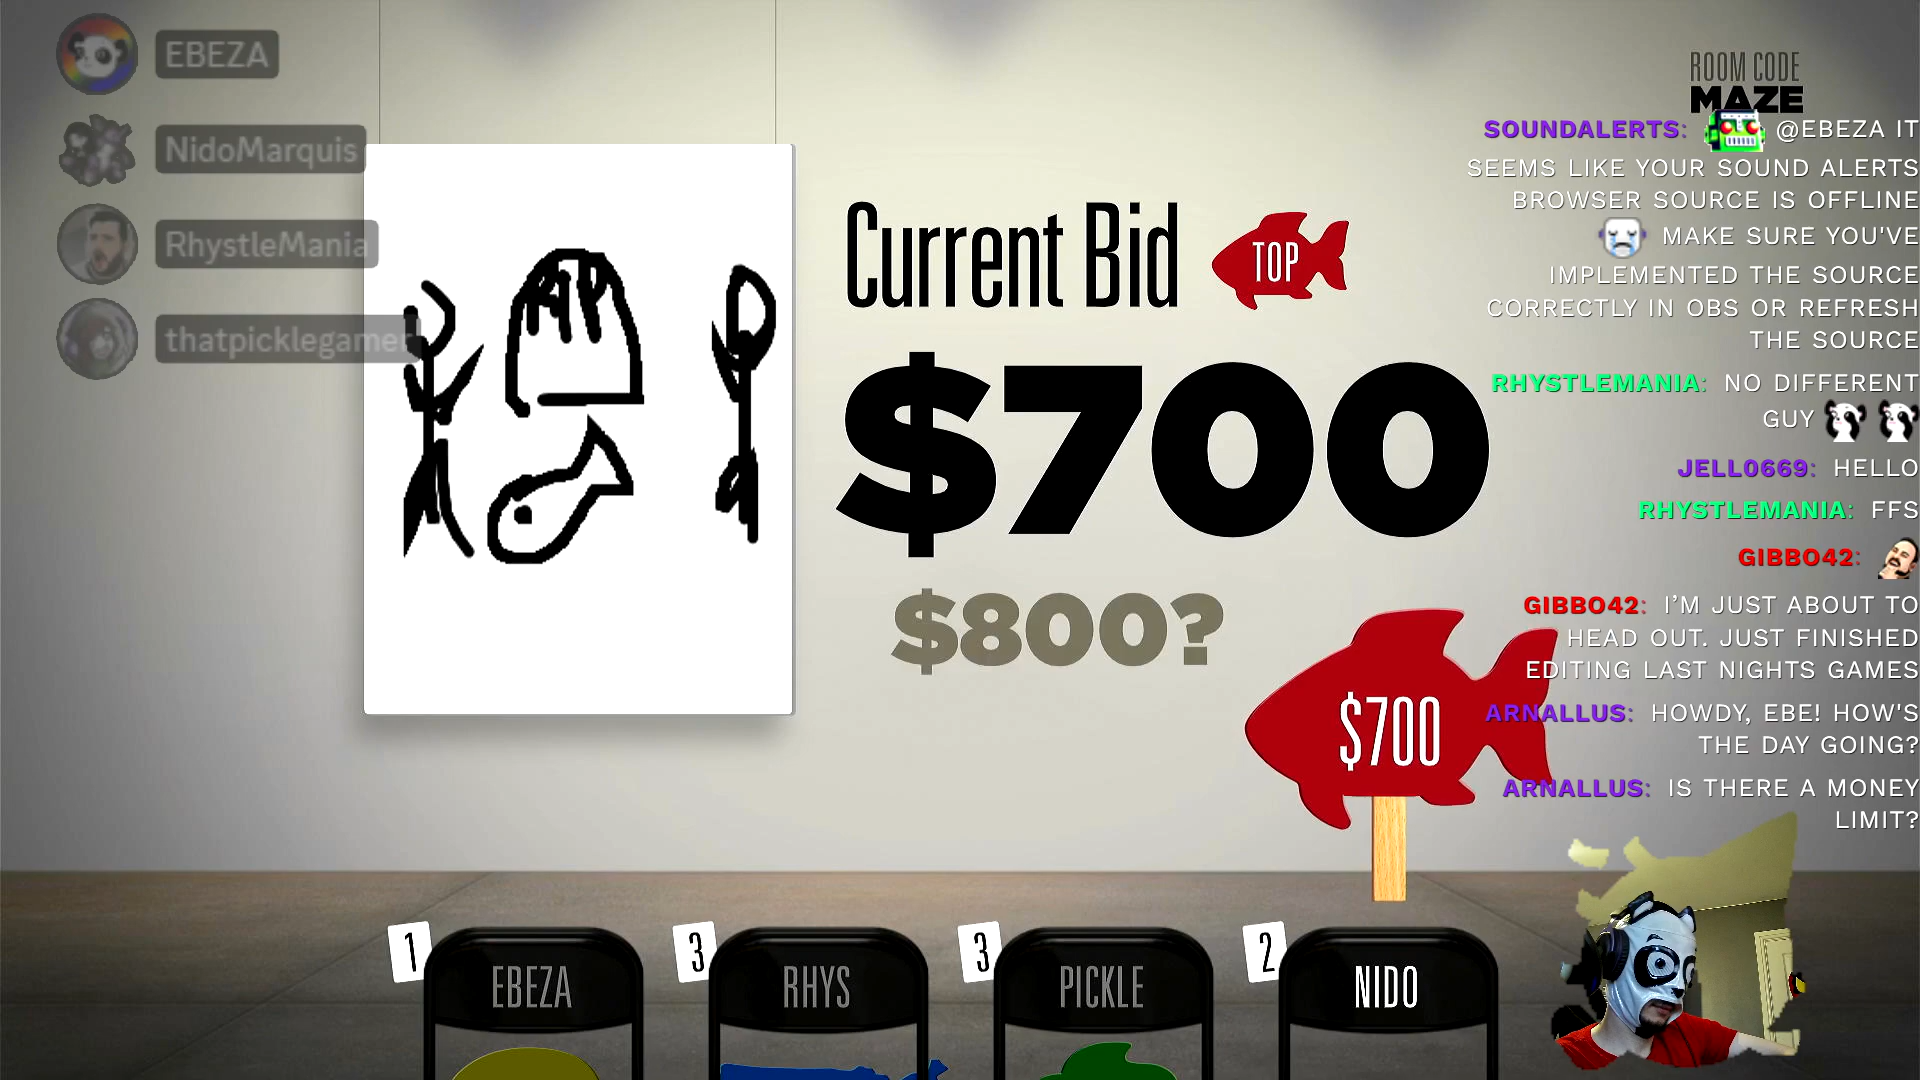 EBEZA
NidoMarquis
RhystleMania
thatpicklegamer
RIP
Current Bid
TOP
$700
$800?
$700
ROOM CODE
MAZE
SOUNDALERTS: @EBEZA IT
SEEMS LIKE YOUR SOUND ALERTS
BROWSER SOURCE IS OFFLINE
MAKE SURE YOU'VE
IMPLEMENTED THE SOURCE
CORRECTLY IN OBS OR REFRESH
THE SOURCE
RHYSTLEMANIA: NO DIFFERENT
GUY
JELL0669: HELLO
RHYSTLEMANIA: FFS
GIBBO42:
GIBBO42: I'M JUST ABOUT TO
HEAD OUT. JUST FINISHED
EDITING LAST NIGHTS GAMES
ARNALLUS: HOWDY, EBE! HOW'S
THE DAY GOING?
ARNALLUS: IS THERE A MONEY
LIMIT?
1
EBEZA
3
RHYS
3
PICKLE
2
NIDO